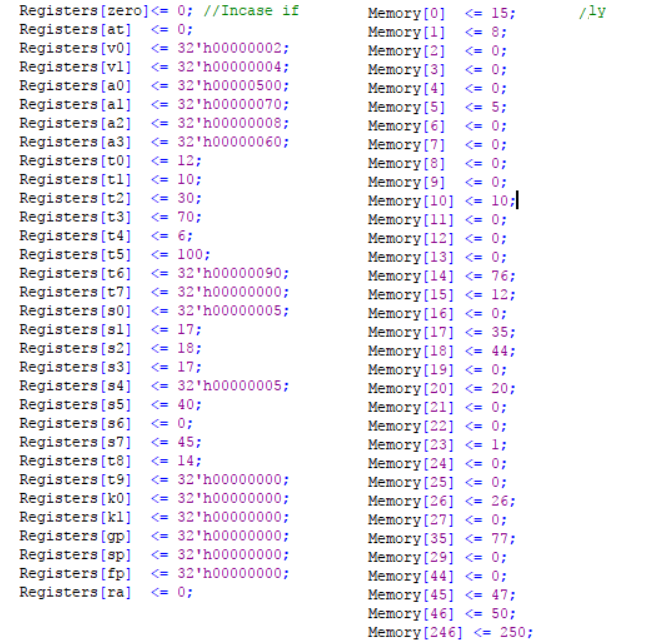 Registers[zero]<= 0; //Incase if
Registers[at] <= 0;
Registers[v0] <= 32'h00000002;
Registers[v1] <= 32'h00000004;
Registers[a0] <= 32'h00000500;
Registers[a1] <= 32'h00000070;
Registers[a2] <= 32'h00000008;
Registers[a3] <= 32'h00000060;
Registers[t0] <= 12;
Registers[t1] <= 10;
Registers[t2] <= 30;
Registers[t3] <= 70;
Registers[t4] <= 6;
Registers[t5] <= 100;
Registers[t6] <= 32'h00000090;
Registers[t7] <= 32'h00000000;
Registers[s0] <= 32'h00000005;
Registers[s1] <= 17;
Registers[s2] <= 18;
Registers[s3] <= 17;
Registers[s4] <= 32'h00000005;
Registers[s5] <= 40;
Registers[s6] <= 0;
Registers[s7] <= 45;
Registers[t8] <= 14;
Registers[t9] <= 32'h00000000;
Registers[k0] <= 32'h00000000;
Registers[k1] <= 32'h00000000;
Registers[gp] <= 32'h00000000;
Registers[sp] <= 32'h00000000;
Registers[fp] <= 32'h00000000;
Registers[ra] <= 0;
Memory[0] <= 15; /ly
Memory[1] <= 8;
Memory[2] <= 0;
Memory[3] <= 0;
Memory[4] <= 0;
Memory[5] <= 5;
Memory[6] <= 0;
Memory[7] <= 0;
Memory[8] <= 0;
Memory[9] <= 0;
Memory[10] <= 10;
Memory[11] <= 0;
Memory[12] <= 0;
Memory[13] <= 0;
Memory[14] <= 76;
Memory[15] <= 12;
Memory[16] <= 0;
Memory[17] <= 35;
Memory[18] <= 44;
Memory[19] <= 0;
Memory[20] <= 20;
Memory[21] <= 0;
Memory[22] <= 0;
Memory[23] <= 1;
Memory[24] <= 0;
Memory[25] <= 0;
Memory[26] <= 26;
Memory[27] <= 0;
Memory[35] <= 77;
Memory[29] <= 0;
Memory[44] <= 0;
Memory[45] <= 47;
Memory[46] <= 50;
Memory[246] <= 250;